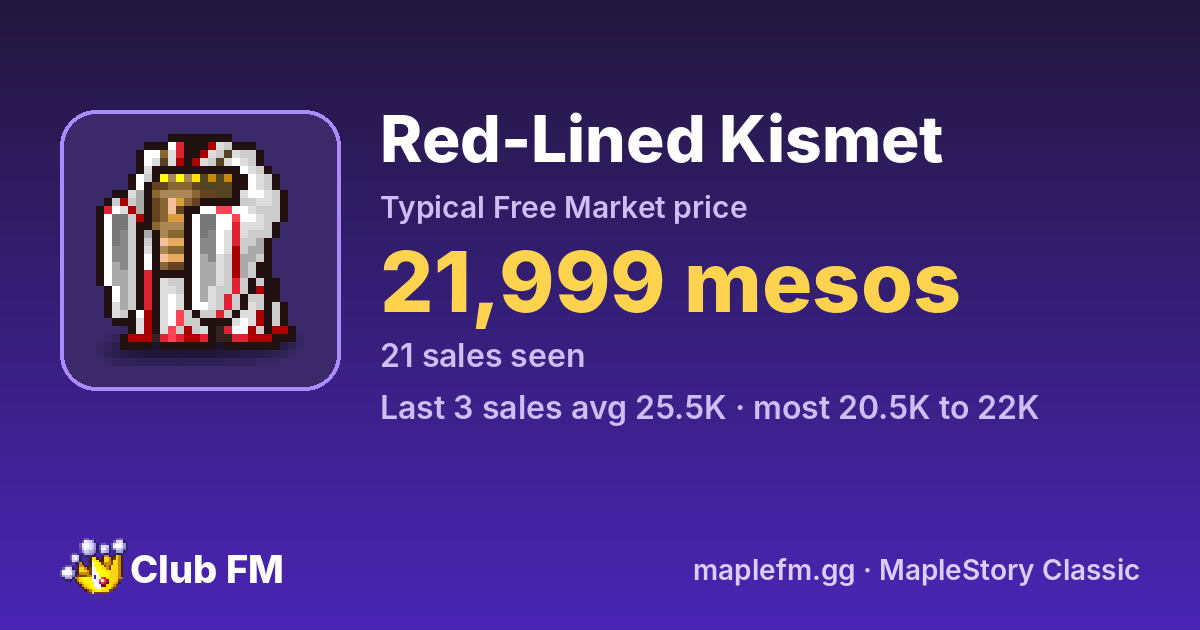 Red-Lined Kismet
Typical Free Market price
21,999 mesos
21 sales seen
Last 3 sales avg 25.5K · most 20.5K to 22K
Club FM
maplefm.gg · MapleStory Classic